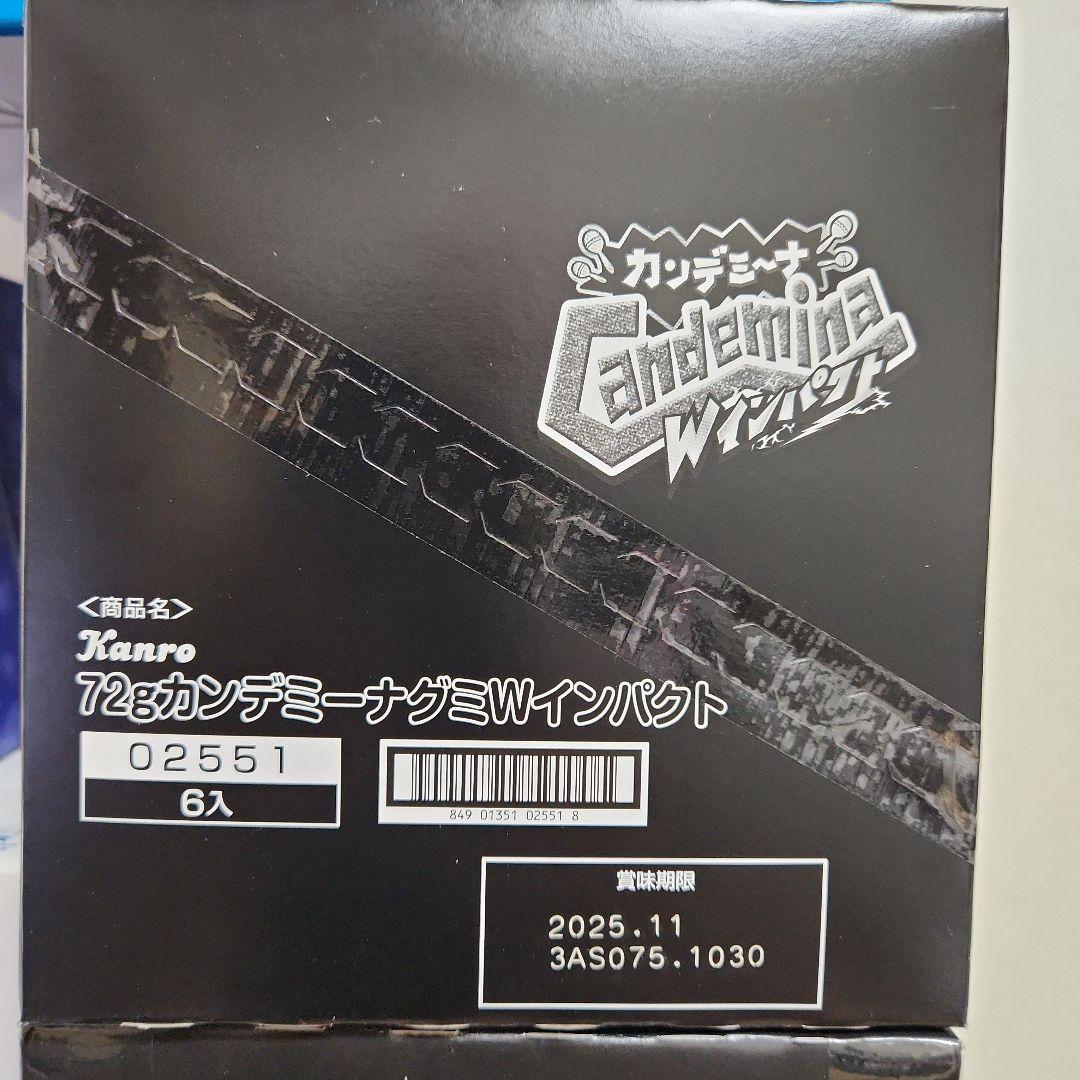 カンデミーナ
Candemina
Wインパクト
<商品名>
Kanro
72gカンデミーナグミWインパクト
02551
6入
849 01351 02551 8
賞味期限
2025.11
3AS075.1030